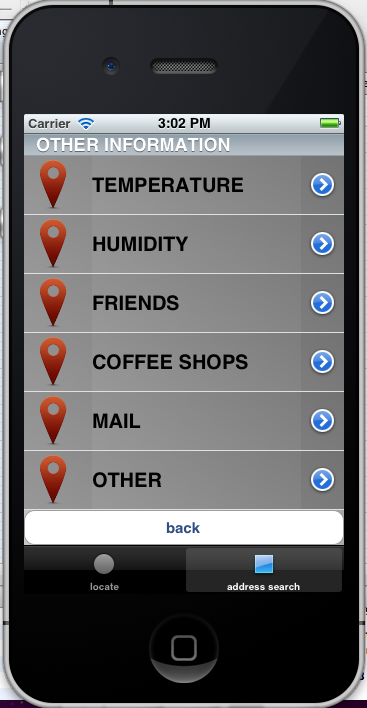 Carrier 3:02 PM
OTHER INFORMATION
TEMPERATURE
HUMIDITY
FRIENDS
COFFEE SHOPS
MAIL
OTHER
back
locate address search